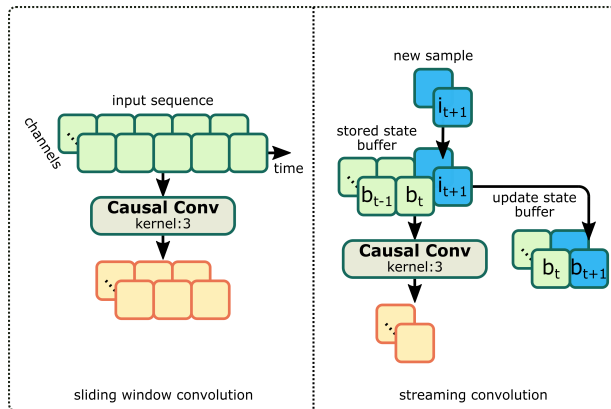 input sequence
channels
...
time
Causal Conv
kernel:3
...
sliding window convolution
new sample
i_{t+1}
stored state
buffer
...
b_{t-1} b_t i_{t+1}
update state
buffer
...
b_t b_{t+1}
Causal Conv
kernel:3
...
streaming convolution